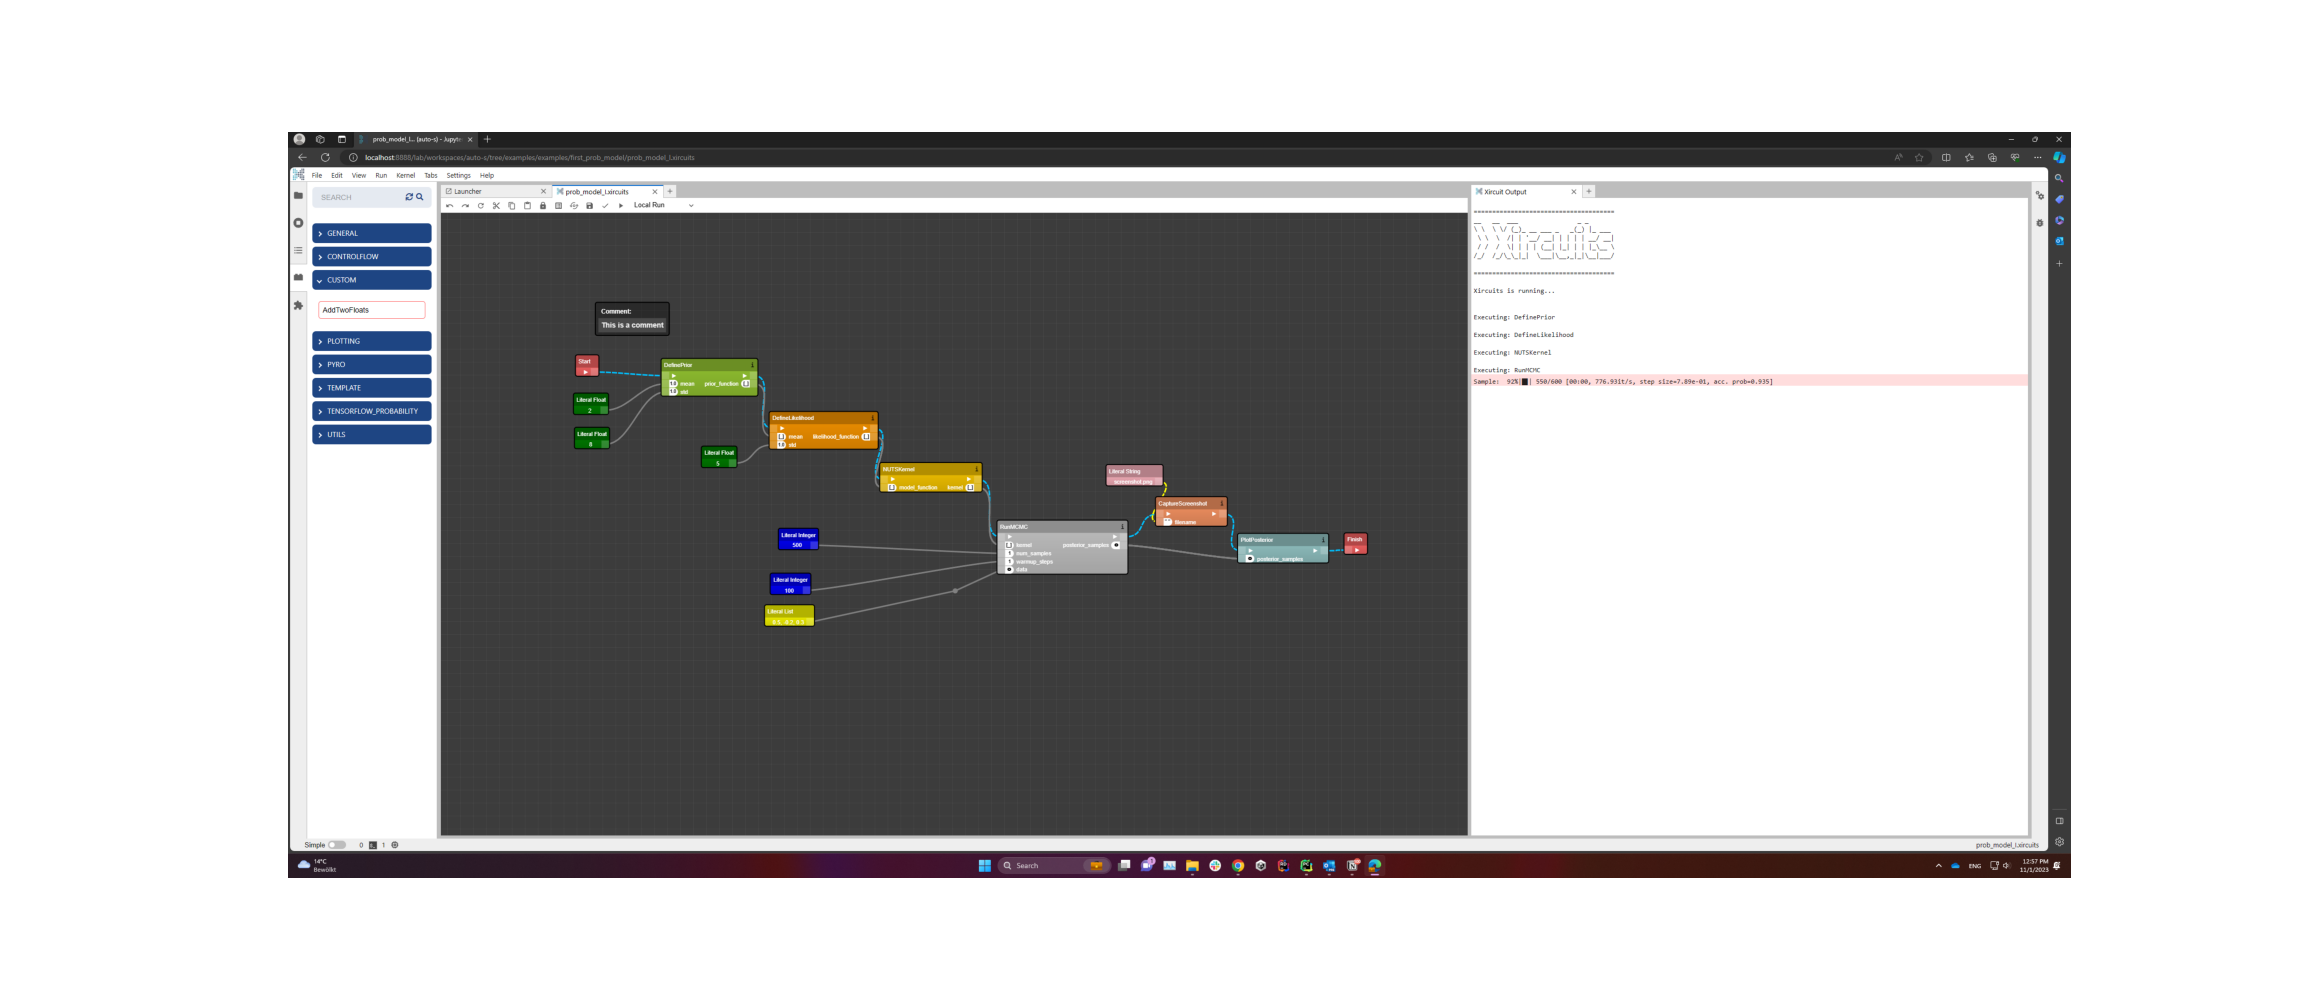 prob_model_I... (auto-s) - Jupyte
localhost:8888/lab/workspaces/auto-s/tree/examples/examples/first_prob_model/prob_model_I.xircuits
File Edit View Run Kernel Tabs Settings Help
SEARCH
GENERAL
CONTROLFLOW
CUSTOM
AddTwoFloats
PLOTTING
PYRO
TEMPLATE
TENSORFLOW_PROBABILITY
UTILS
Launcher
prob_model_I.xircuits
Local Run
Comment:
This is a comment
Start
DefinePrior
mean prior_function
std
Literal Float
2
Literal Float
8
DefineLikelihood
mean likelihood_function
std
Literal Float
5
NUTSKernel
model_function kernel
Literal String
screenshot.png
CaptureScreenshot
filename
RunMCMC
kernel posterior_samples
num_samples
warmup_steps
data
Literal Integer
500
Literal Integer
100
Literal List
PlotPosterior
posterior_samples
Finish
Xircuit Output
======================================
Xircuits
======================================
Xircuits is running...
Executing: DefinePrior
Executing: DefineLikelihood
Executing: NUTSKernel
Executing: RunMCMC
Sample: 92%|██| 550/600 [00:00, 776.93it/s, step size=7.89e-01, acc. prob=0.935]
Simple 0 1
prob_model_I.xircuits
14°C
Bewölkt
Search
ENG
12:57 PM
11/1/2023